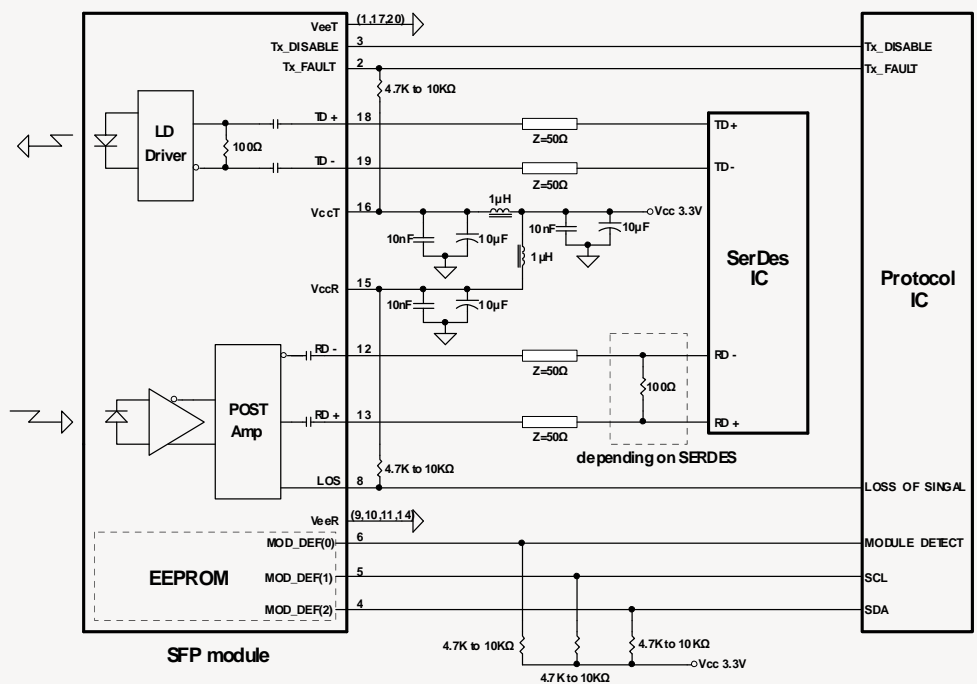 VeeT (1,17,20)
Tx_DISABLE 3 Tx_DISABLE
Tx_FAULT 2 Tx_FAULT
4.7K to 10KΩ
LD
Driver
100Ω
TD+ 18 Z=50Ω TD+
TD- 19 Z=50Ω TD-
1μH
VccT 16 Vcc 3.3V
10nF 10μF 10nF 10μF
1μH
SerDes
IC
Protocol
IC
VccR 15
10nF 10μF
RD- 12 Z=50Ω RD-
100Ω
POST
Amp
RD+ 13 Z=50Ω RD+
depending on SERDES
4.7K to 10KΩ
LOS 8 LOSS OF SINGAL
VeeR (9,10,11,14)
MOD_DEF(0) 6 MODULE DETECT
EEPROM
MOD_DEF(1) 5 SCL
MOD_DEF(2) 4 SDA
4.7K to 10KΩ 4.7K to 10KΩ
SFP module
Vcc 3.3V
4.7K to 10KΩ